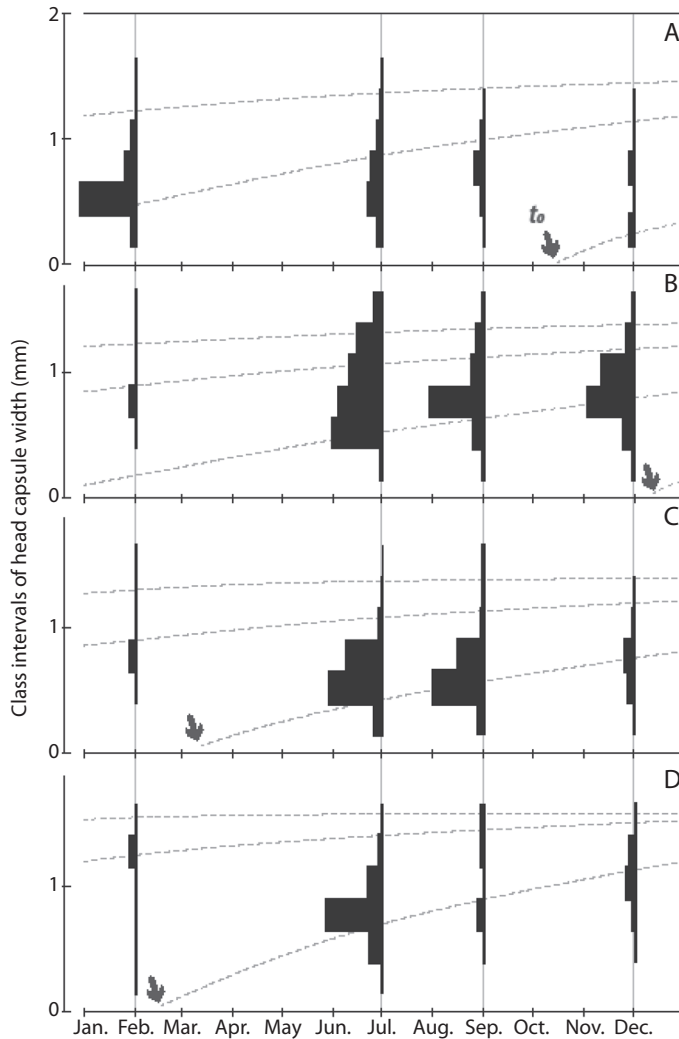 2
A
1
t₀
0
B
1
0
C
1
0
D
1
0
Class intervals of head capsule width (mm)
Jan. Feb. Mar. Apr. May Jun. Jul. Aug. Sep. Oct. Nov. Dec.